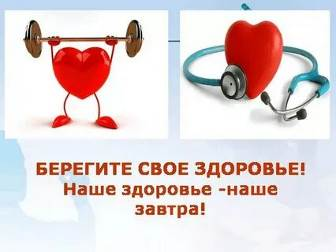 БЕРЕГИТЕ СВОЕ ЗДОРОВЬЕ!
Наше здоровье -наше
завтра!